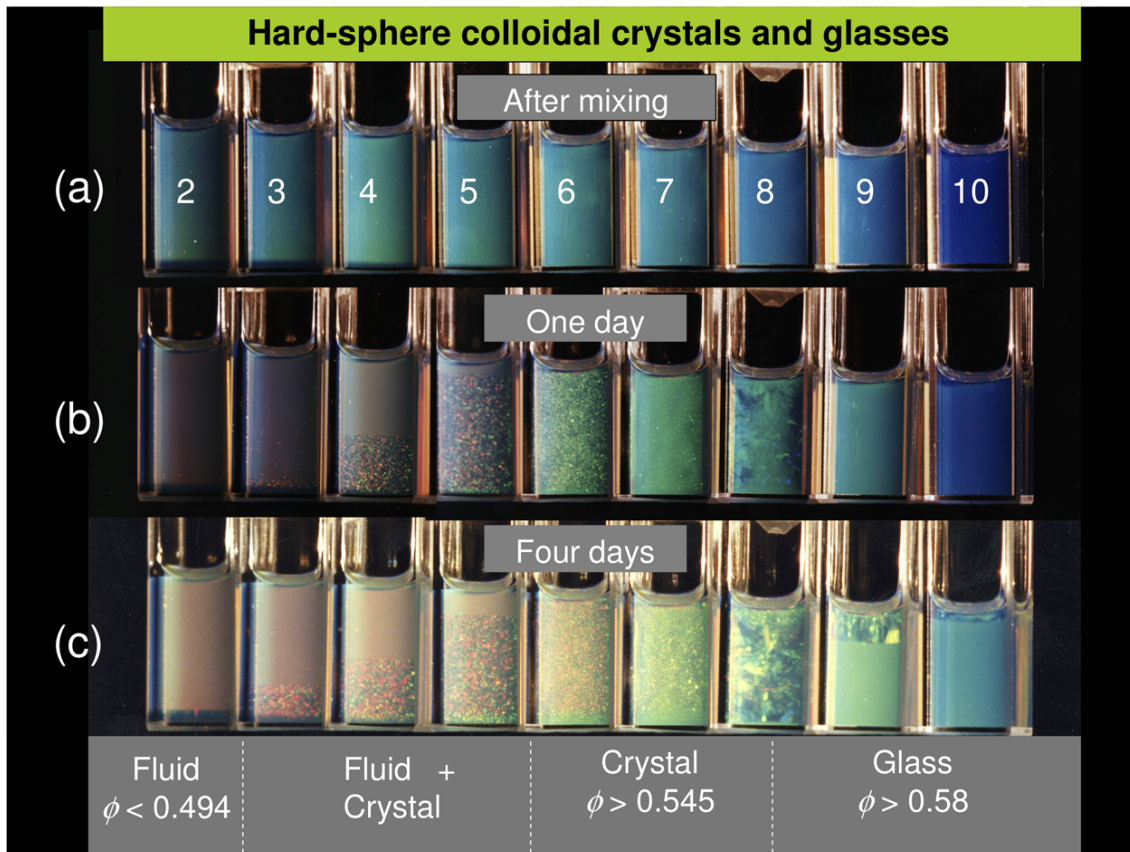 Hard-sphere colloidal crystals and glasses
After mixing
(a)
2 3 4 5 6 7 8 9 10
One day
(b)
Four days
(c)
Fluid
ϕ < 0.494
Fluid +
Crystal
Crystal
ϕ > 0.545
Glass
ϕ > 0.58